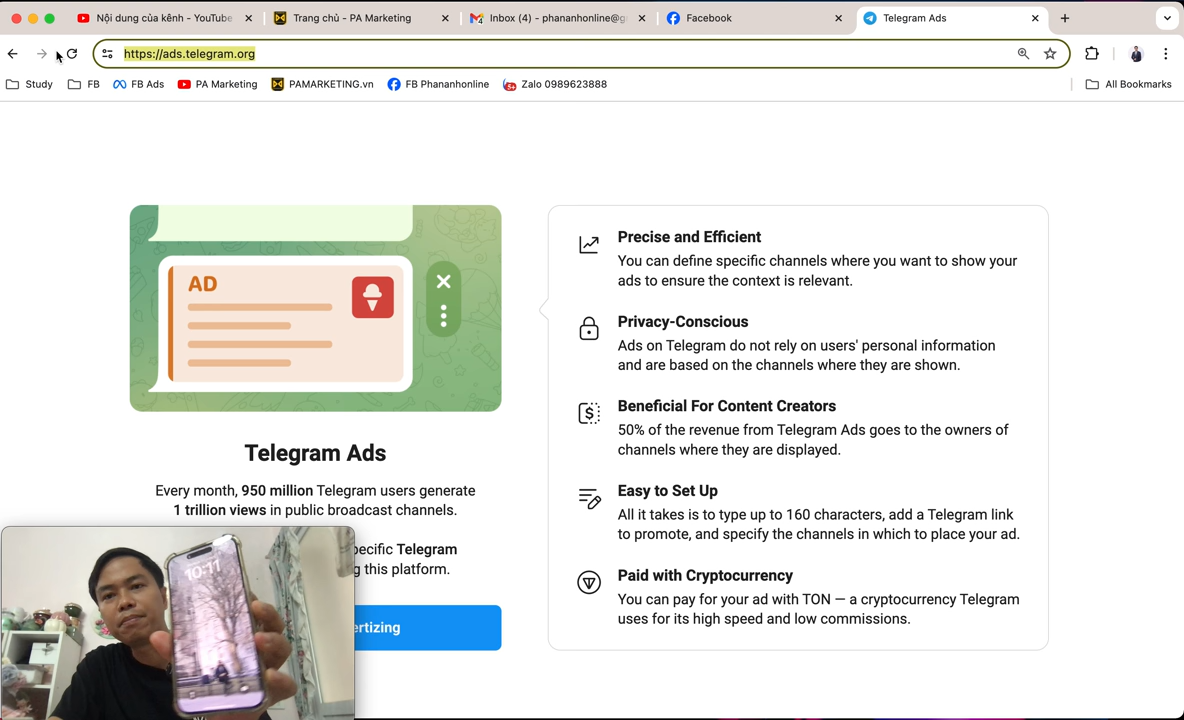 Nội dung của kênh - YouTube
Trang chủ - PA Marketing
Inbox (4) - phananhonline@g
Facebook
Telegram Ads
https://ads.telegram.org
Study
FB
FB Ads
PA Marketing
PAMARKETING.vn
FB Phananhonline
Zalo 0989623888
All Bookmarks
AD
Telegram Ads
Every month, 950 million Telegram users generate
1 trillion views in public broadcast channels.
ecific Telegram
g this platform.
ertizing
Precise and Efficient
You can define specific channels where you want to show your
ads to ensure the context is relevant.
Privacy-Conscious
Ads on Telegram do not rely on users' personal information
and are based on the channels where they are shown.
Beneficial For Content Creators
50% of the revenue from Telegram Ads goes to the owners of
channels where they are displayed.
Easy to Set Up
All it takes is to type up to 160 characters, add a Telegram link
to promote, and specify the channels in which to place your ad.
Paid with Cryptocurrency
You can pay for your ad with TON — a cryptocurrency Telegram
uses for its high speed and low commissions.
10:11